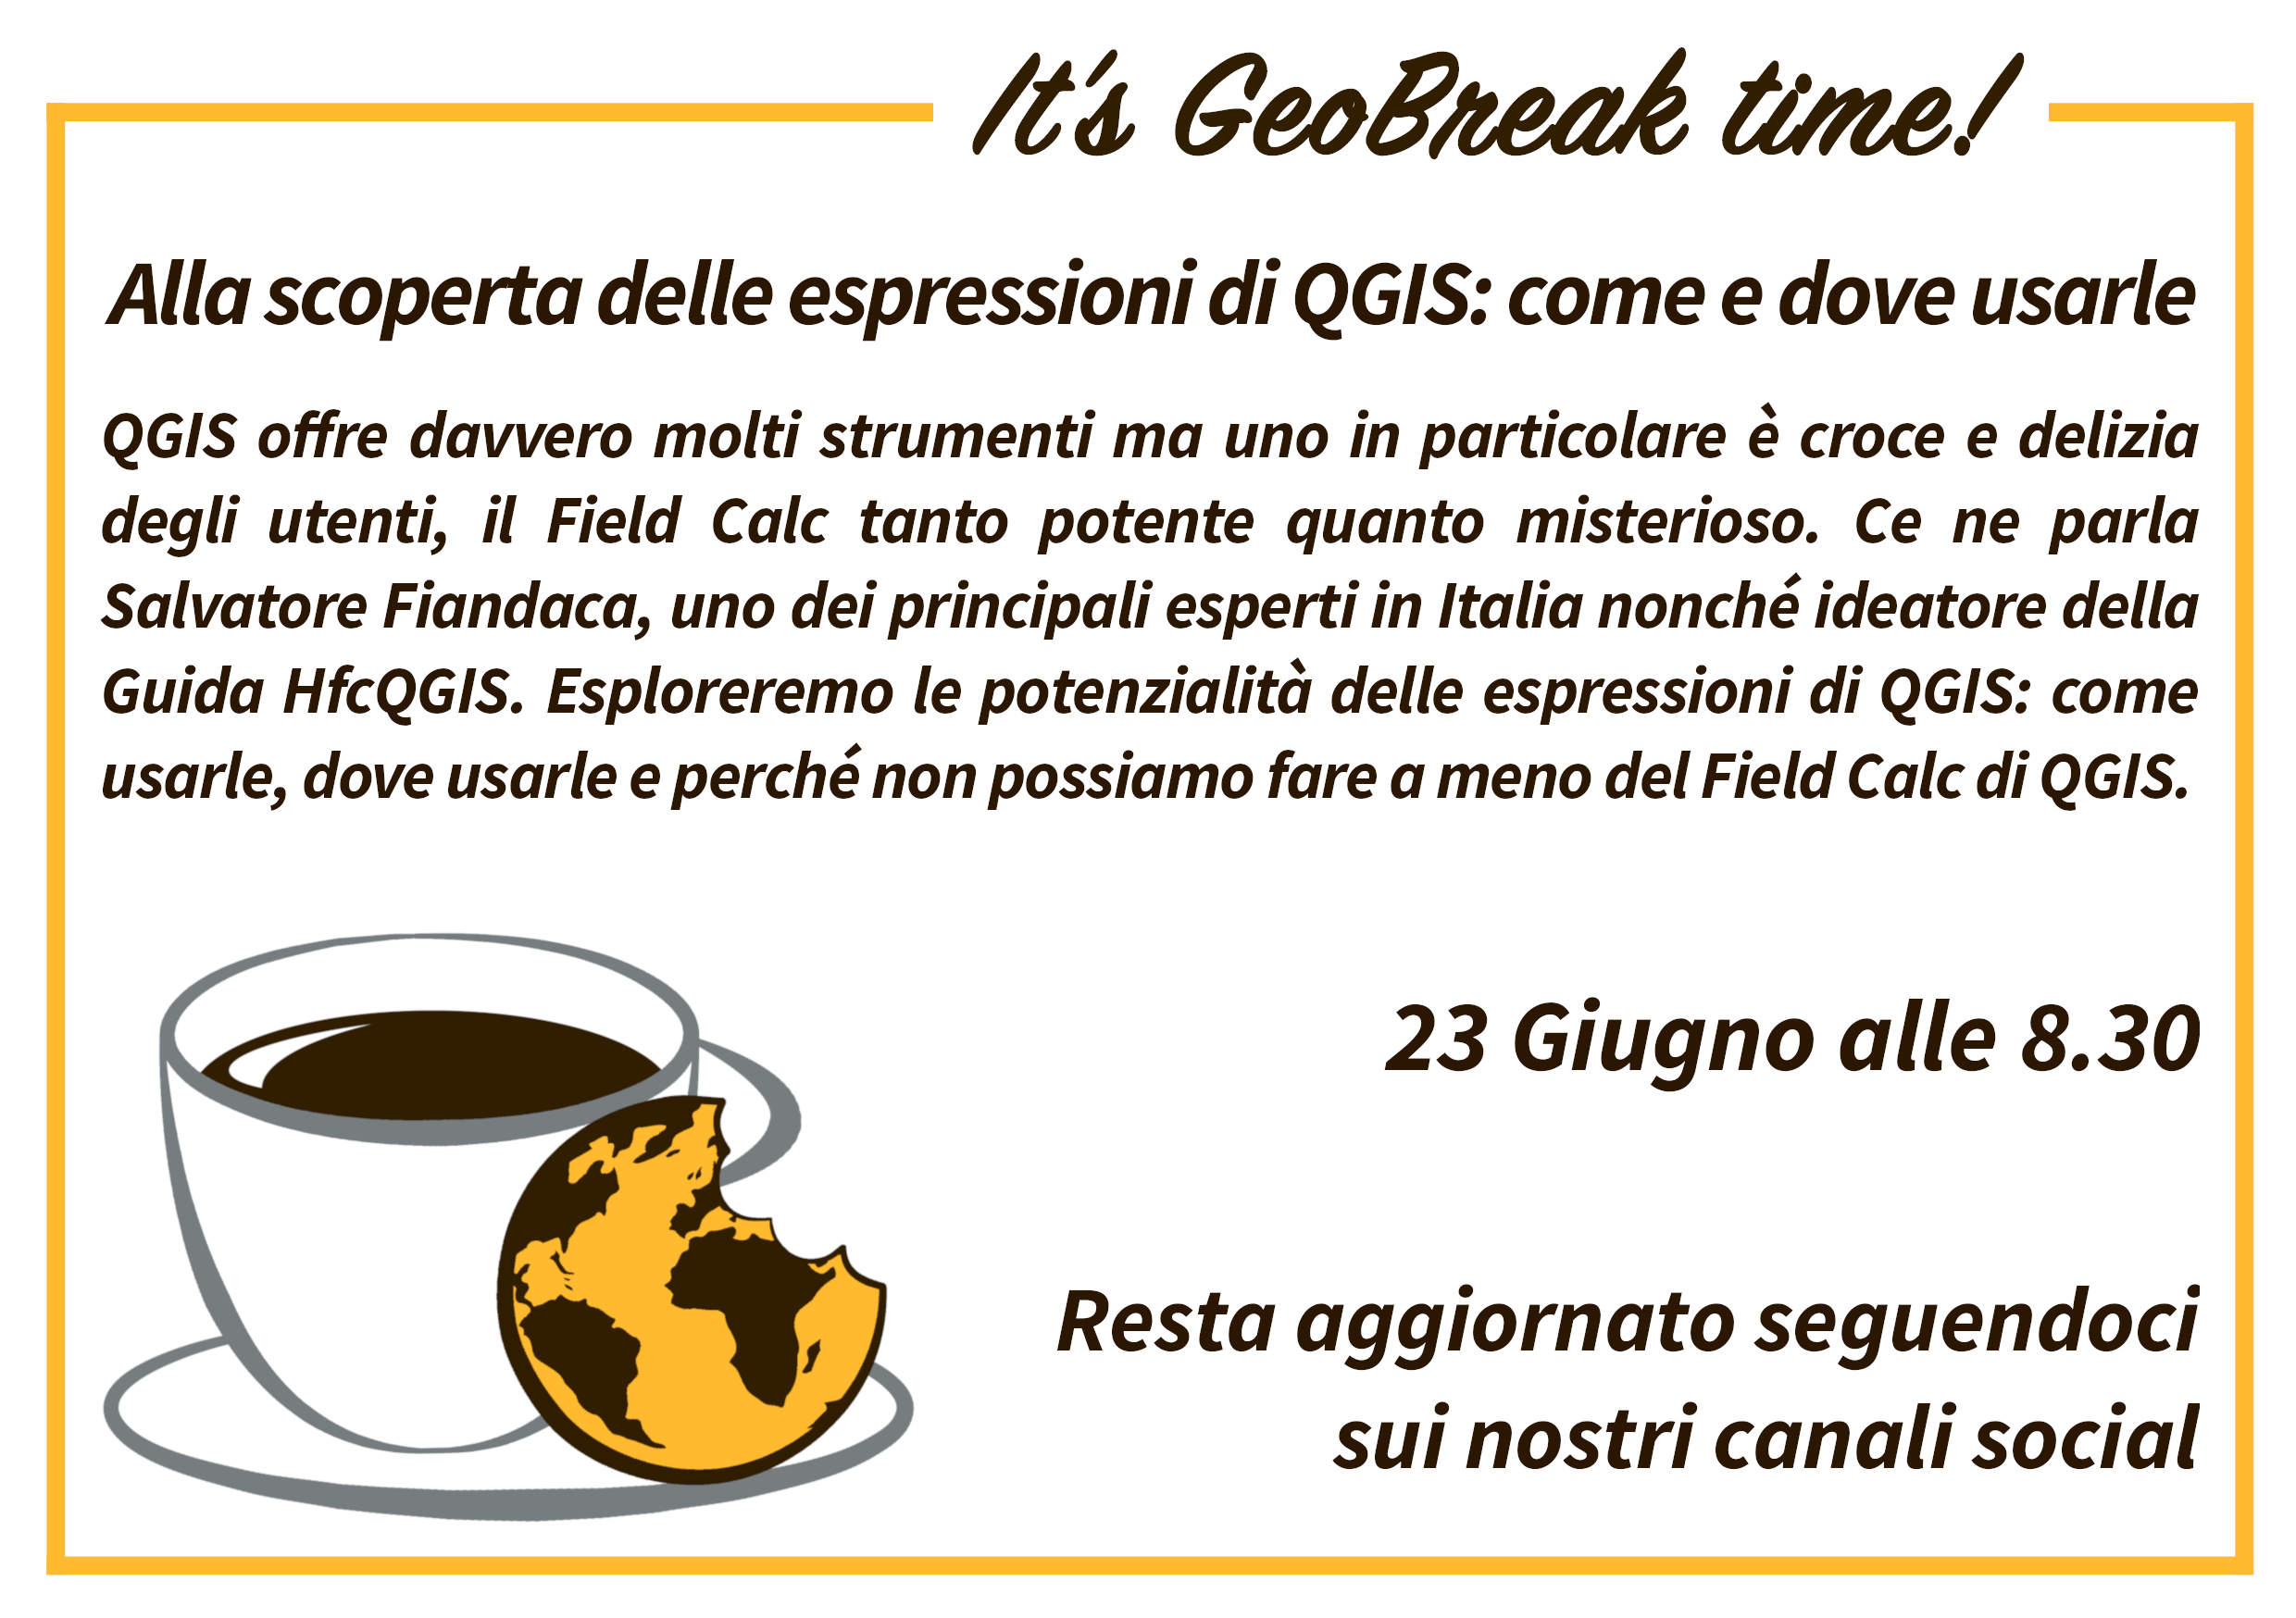 It's GeoBreak time!
Alla scoperta delle espressioni di QGIS: come e dove usarle
QGIS offre davvero molti strumenti ma uno in particolare è croce e delizia
degli utenti, il Field Calc tanto potente quanto misterioso. Ce ne parla
Salvatore Fiandaca, uno dei principali esperti in Italia nonché ideatore della
Guida HfcQGIS. Esploreremo le potenzialità delle espressioni di QGIS: come
usarle, dove usarle e perché non possiamo fare a meno del Field Calc di QGIS.
23 Giugno alle 8.30
Resta aggiornato seguendoci
sui nostri canali social